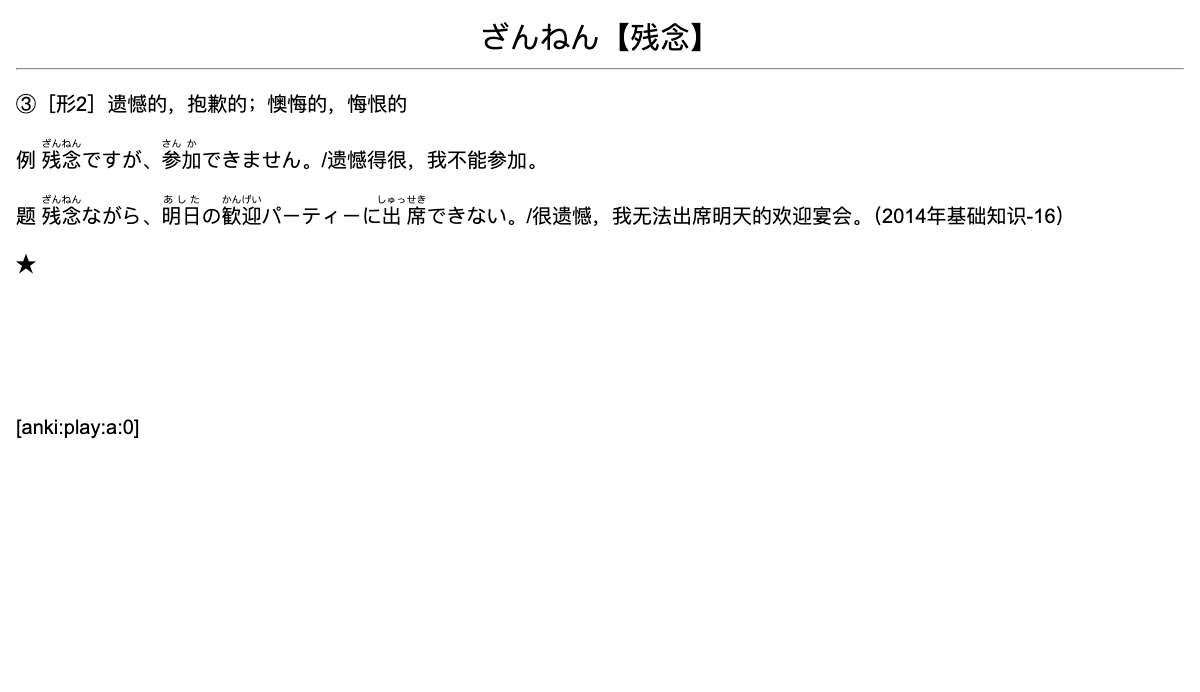 ざんねん【残念】
③［形2］遗憾的，抱歉的；懊悔的，悔恨的
ざんねん さん か
例 残念ですが、参加できません。/遗憾得很，我不能参加。
ざんねん あした かんげい しゅっせき
题 残念ながら、明日の歓迎パーティーに出席できない。/很遗憾，我无法出席明天的欢迎宴会。（2014年基础知识-16）
★
[anki:play:a:0]